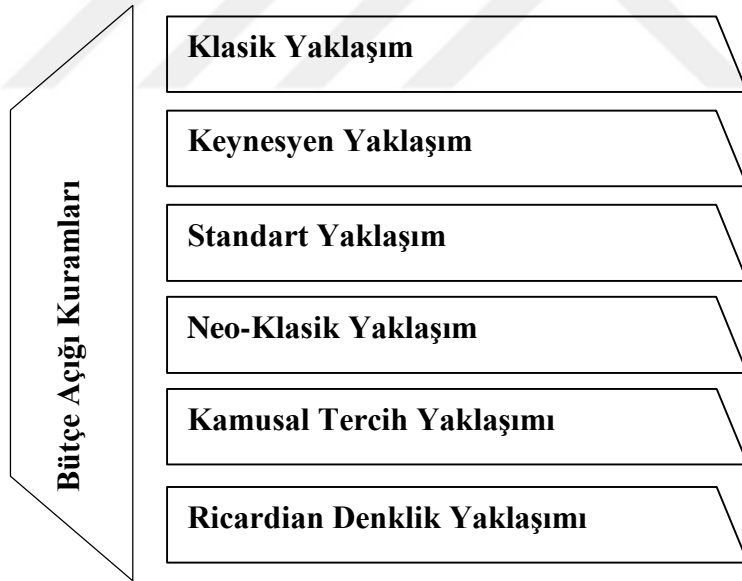 Bütçe Açığı Kuramları
Klasik Yaklaşım
Keynesyen Yaklaşım
Standart Yaklaşım
Neo-Klasik Yaklaşım
Kamusal Tercih Yaklaşımı
Ricardian Denklik Yaklaşımı